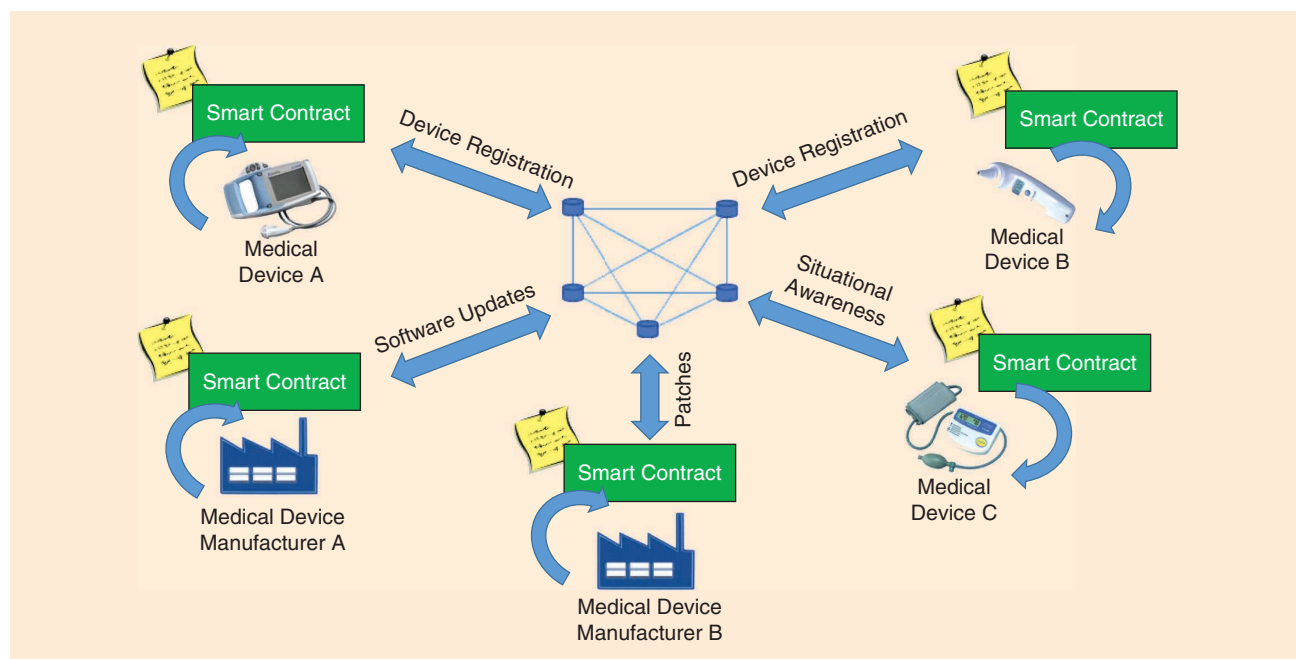 Smart Contract
Device Registration
Medical
Device A
Device Registration
Smart Contract
Medical
Device B
Software Updates
Situational
Awareness
Smart Contract
Medical Device
Manufacturer A
Patches
Smart Contract
Medical
Device C
Smart Contract
Medical Device
Manufacturer B